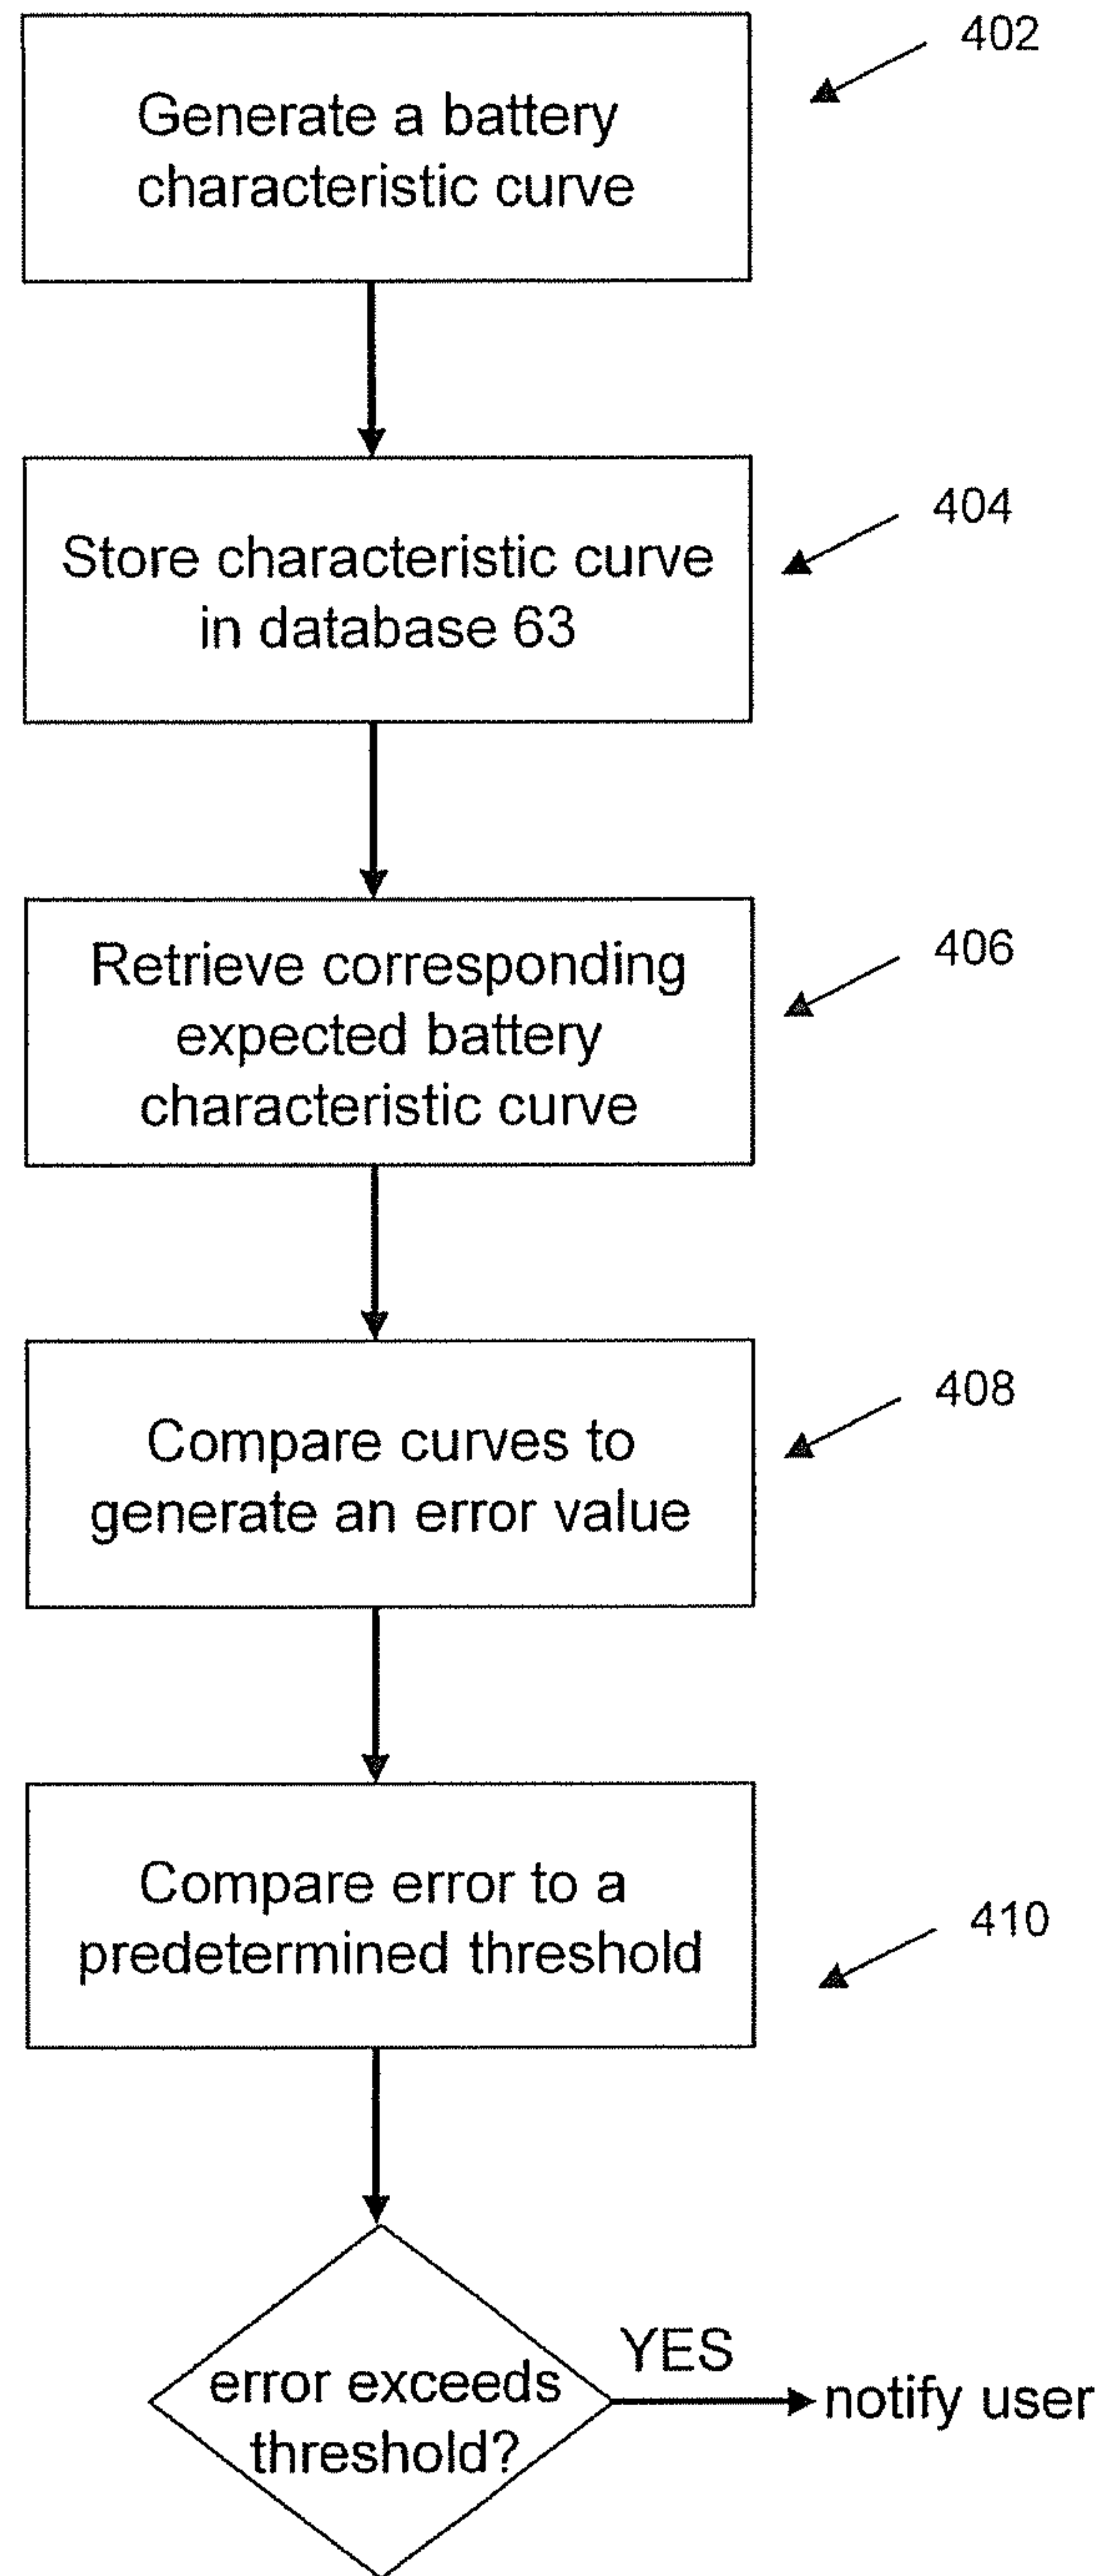 402
Generate a battery
characteristic curve
404
Store characteristic curve
in database 63
406
Retrieve corresponding
expected battery
characteristic curve
408
Compare curves to
generate an error value
410
Compare error to a
predetermined threshold
YES
error exceeds
threshold?
notify user